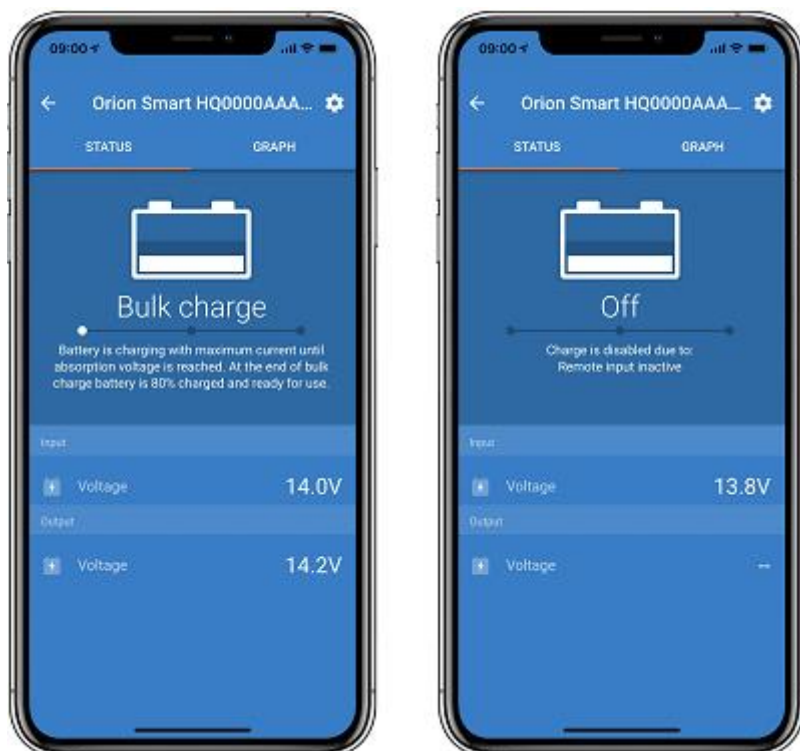 09:00
Orion Smart HQ0000AAA...
STATUS
GRAPH
Bulk charge
Battery is charging with maximum current until
absorption voltage is reached. At the end of bulk
charge battery is 80% charged and ready for use.
Input
Voltage
14.0V
Output
Voltage
14.2V
09:00
Orion Smart HQ0000AAA...
STATUS
GRAPH
Off
Charge is disabled due to:
Remote input inactive
Input
Voltage
13.8V
Output
Voltage
--